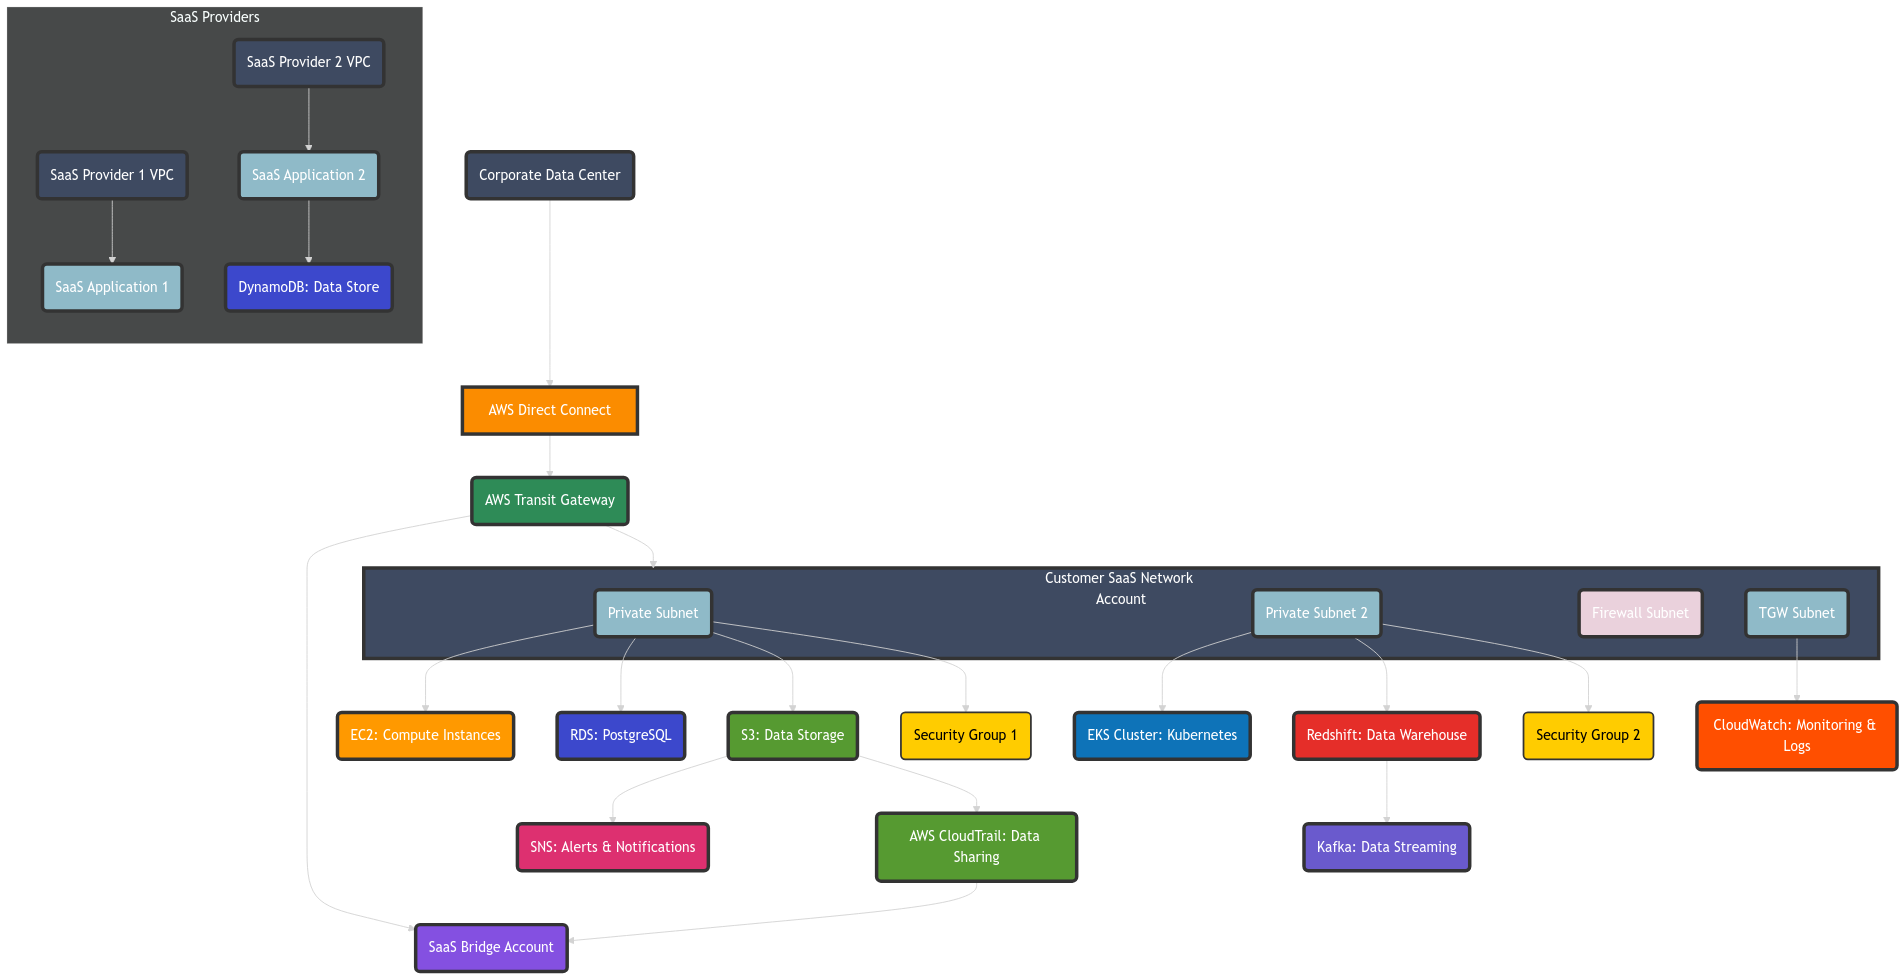 SaaS Providers
SaaS Provider 2 VPC
SaaS Provider 1 VPC
SaaS Application 2
Corporate Data Center
SaaS Application 1
DynamoDB: Data Store
AWS Direct Connect
AWS Transit Gateway
Customer SaaS Network
Account
Private Subnet
Private Subnet 2
Firewall Subnet
TGW Subnet
EC2: Compute Instances
RDS: PostgreSQL
S3: Data Storage
Security Group 1
EKS Cluster: Kubernetes
Redshift: Data Warehouse
Security Group 2
CloudWatch: Monitoring &
Logs
SNS: Alerts & Notifications
AWS CloudTrail: Data
Sharing
Kafka: Data Streaming
SaaS Bridge Account